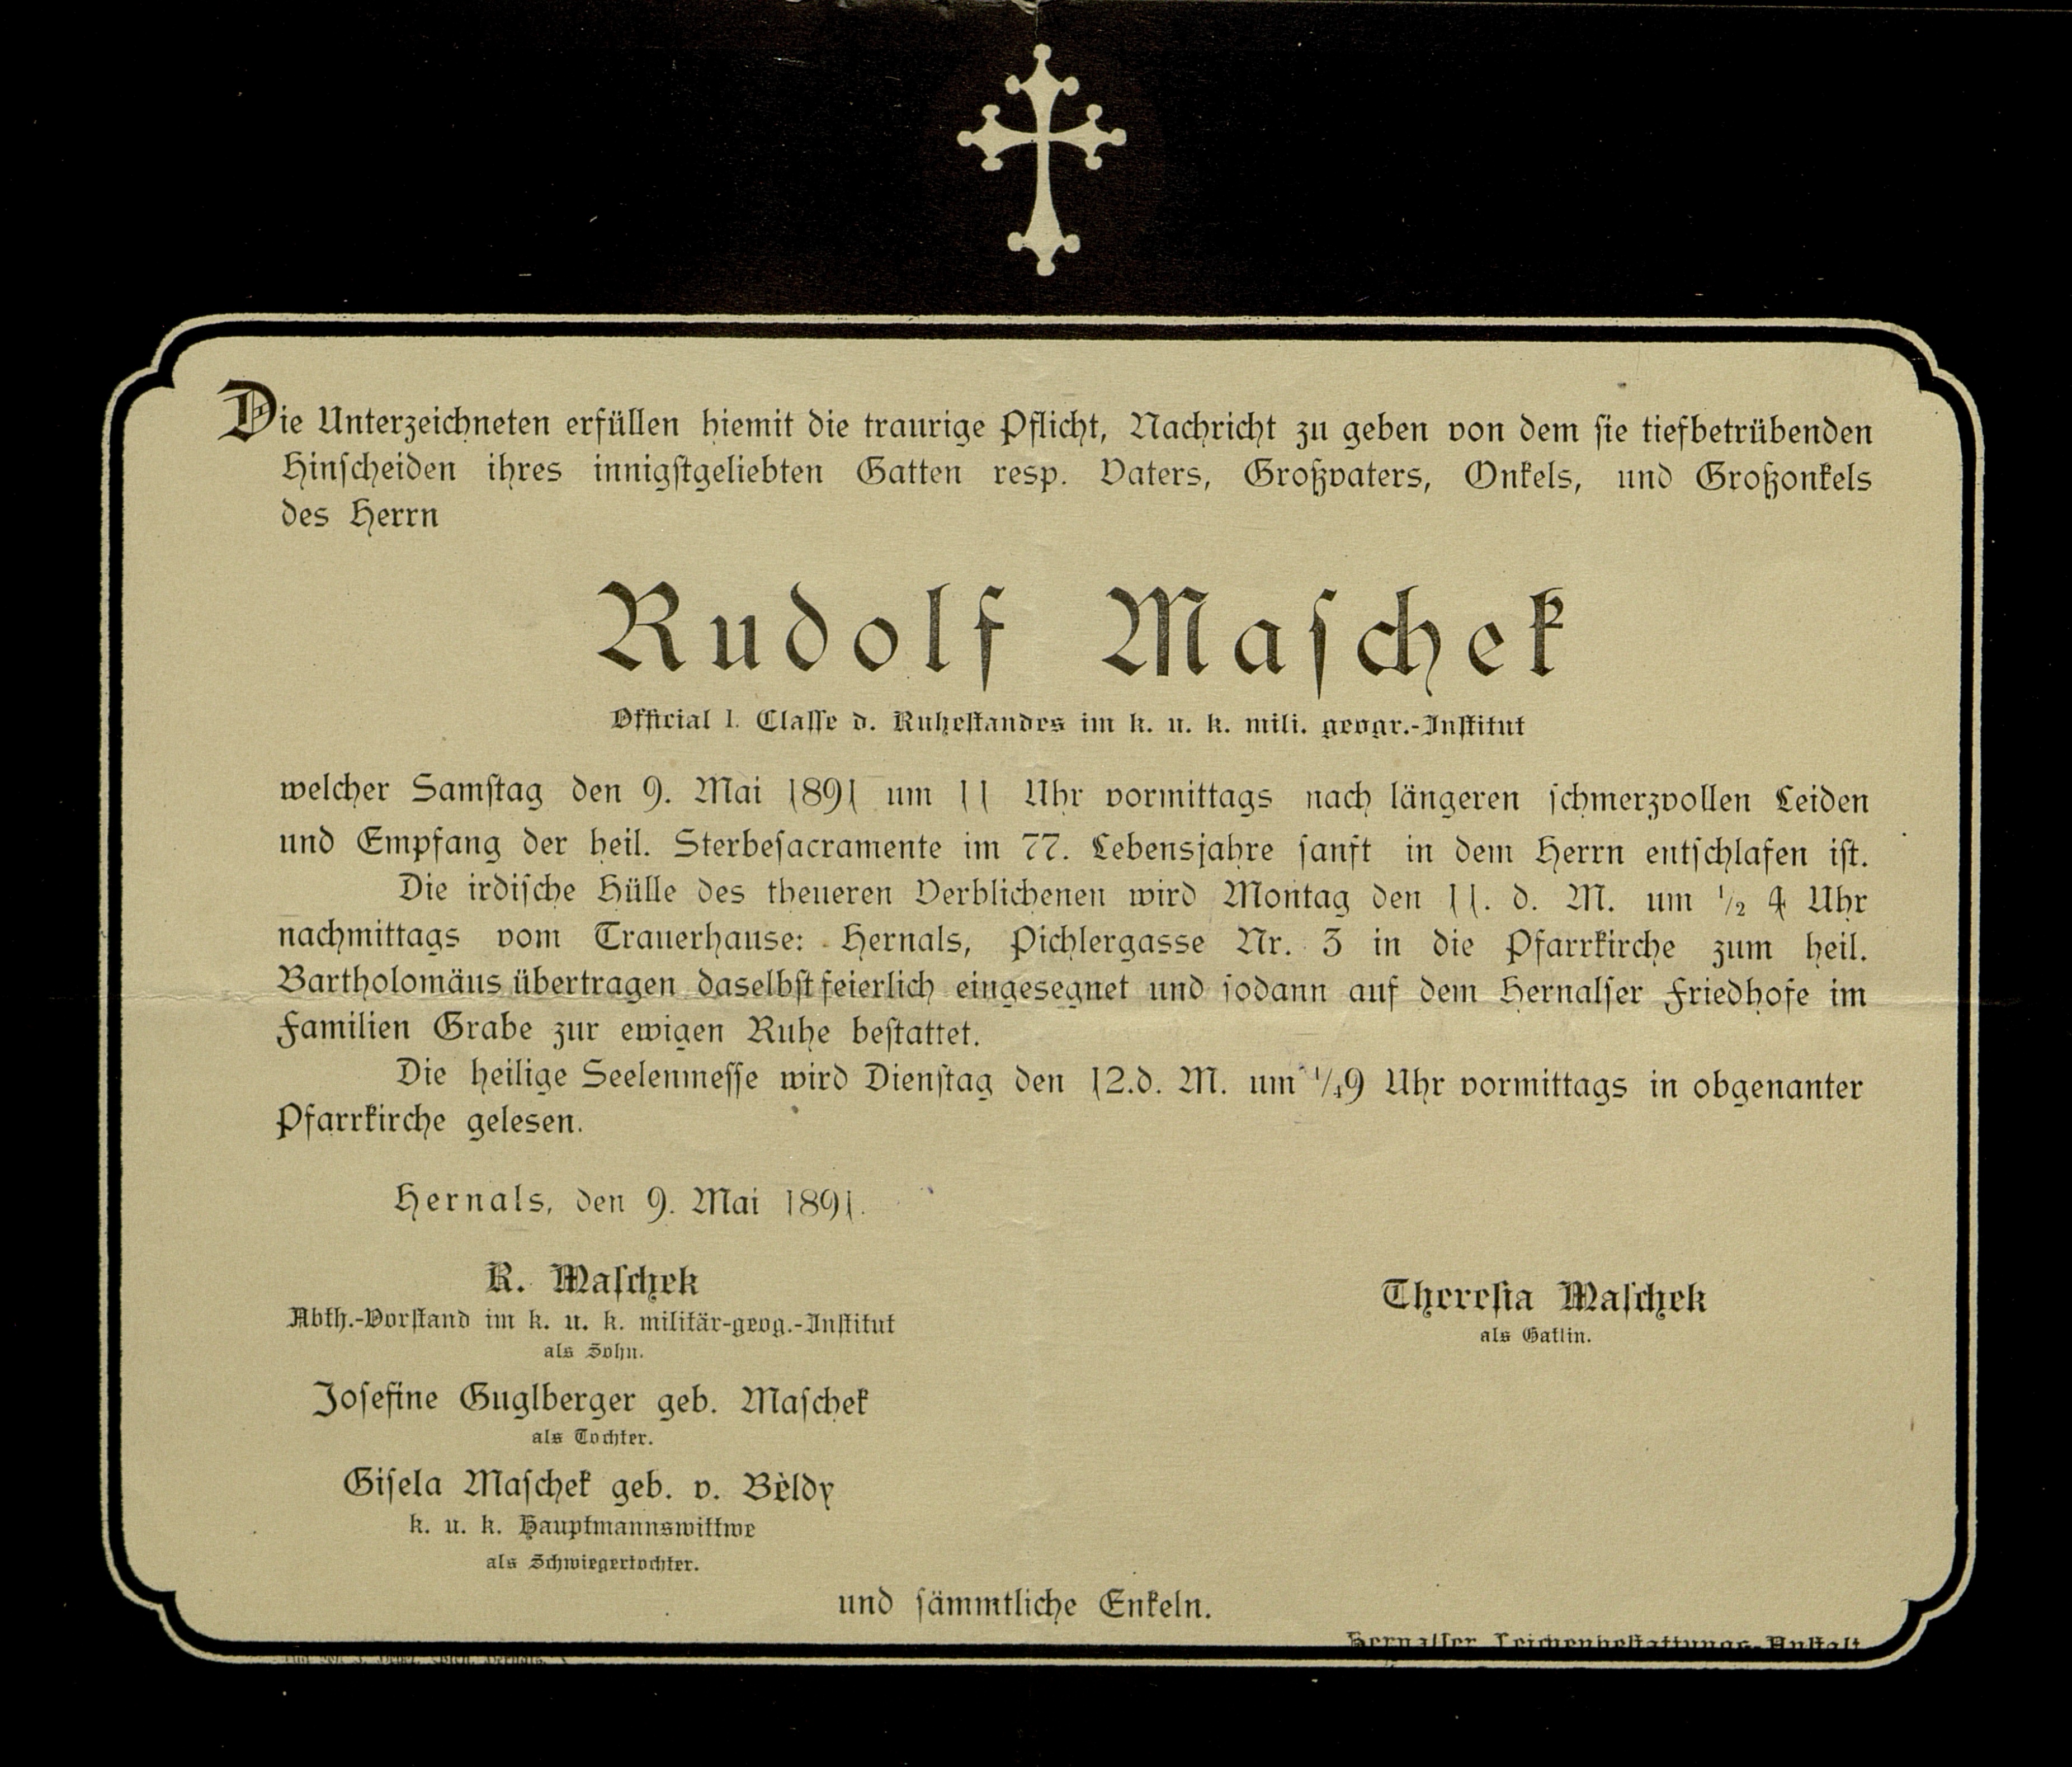 Die Unterzeichneten erfüllen hiemit die traurige Pflicht, Nachricht zu geben von dem sie tiefbetrübenden
Hinscheiden ihres innigstgeliebten Gatten resp. Vaters, Großvaters, Onkels, und Großonkels
des Herrn
Rudolf Maschek
Official I. Classe d. Ruhestandes im k. u. k. mili. geogr.-Institut
welcher Samstag den 9. Mai 1891 um 11 Uhr vormittags nach längeren schmerzvollen Leiden
und Empfang der heil. Sterbesacramente im 77. Lebensjahre sanft in dem Herrn entschlafen ist.
Die irdische Hülle des theueren Verblichenen wird Montag den 11. d. M. um ½ 4 Uhr
nachmittags vom Trauerhause: Hernals, Pichlergasse Nr. 3 in die Pfarrkirche zum heil.
Bartholomäus übertragen daselbst feierlich eingesegnet und sodann auf dem Hernalser Friedhofe im
Familien Grabe zur ewigen Ruhe bestattet.
Die heilige Seelenmesse wird Dienstag den 12.d. M. um ¼9 Uhr vormittags in obgenanter
Pfarrkirche gelesen.
Hernals, den 9. Mai 1891.
R. Maschek
Abth.-Vorstand im k. u. k. militär-geog.-Institut
als Sohn.
Theresia Maschek
als Gattin.
Josefine Guglberger geb. Maschek
als Tochter.
Gisela Maschek geb. v. Bèldy
k. u. k. Hauptmannswittwe
als Schwiegertochter.
und sämmtliche Enkeln.
Hernalser Leichenbestattungs-Anstalt